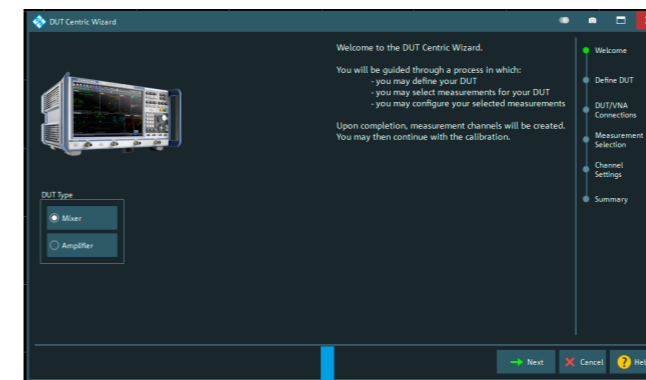 DUT Centric Wizard
Welcome to the DUT Centric Wizard.
You will be guided through a process in which:
- you may define your DUT
- you may select measurements for your DUT
- you may configure your selected measurements
Upon completion, measurement channels will be created.
You may then continue with the calibration.
DUT Type
Mixer
Amplifier
Welcome
Define DUT
DUT/VNA
Connections
Measurement
Selection
Channel
Settings
Summary
Next
Cancel
? Hel